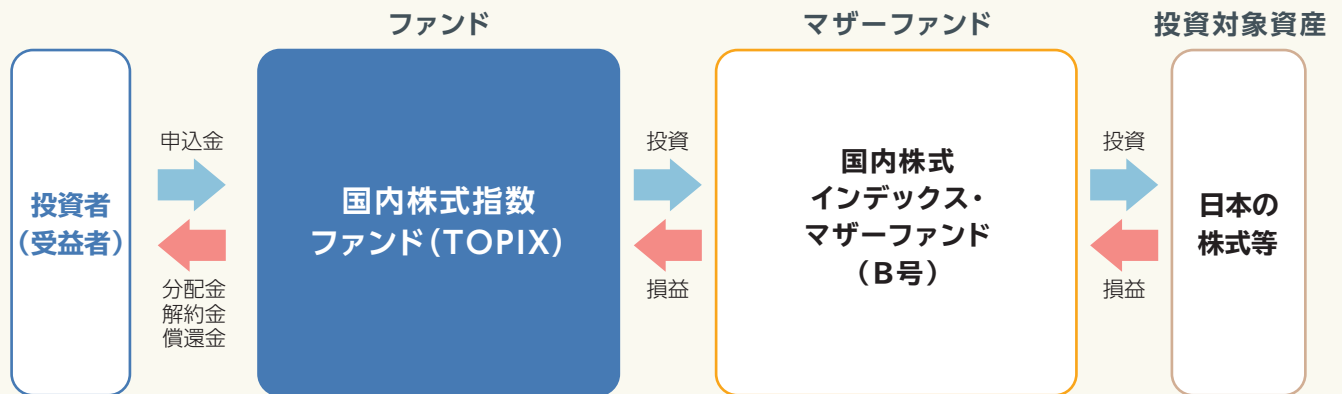 ファンド
マザーファンド
投資対象資産
投資者
（受益者）
申込金
分配金
解約金
償還金
国内株式指数
ファンド（TOPIX）
投資
損益
国内株式
インデックス・
マザーファンド
（B号）
投資
損益
日本の
株式等